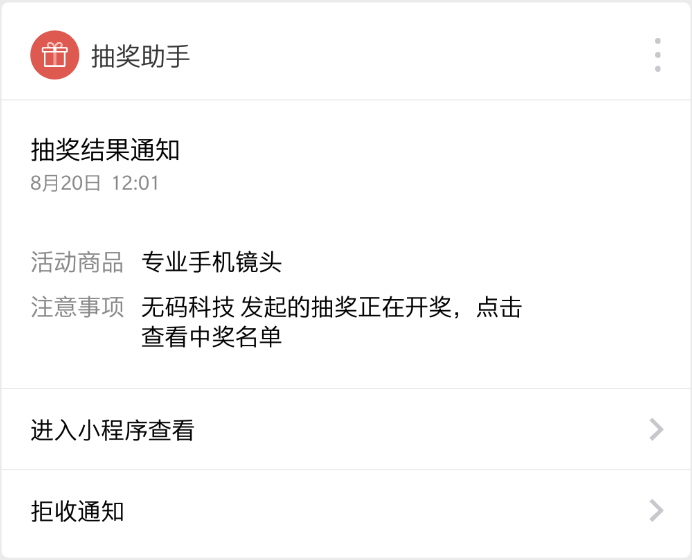 抽奖助手
抽奖结果通知
8月20日 12:01
活动商品 专业手机镜头
注意事项 无码科技 发起的抽奖正在开奖，点击
查看中奖名单
进入小程序查看
拒收通知